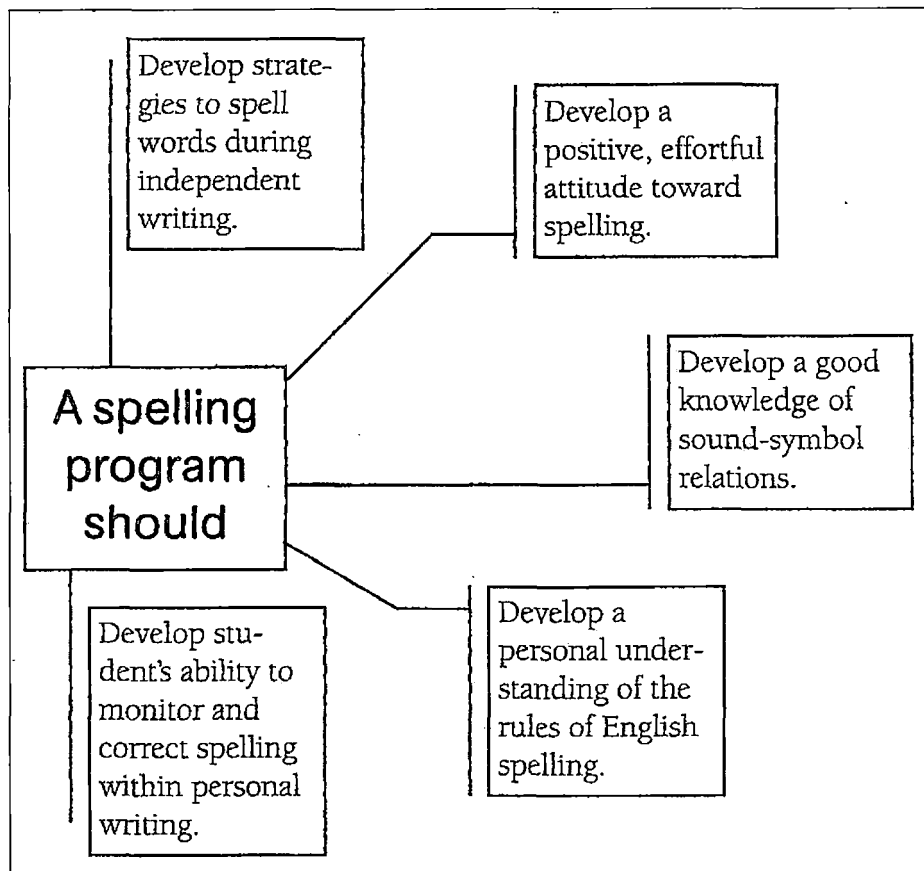 Develop strate-
gies to spell
words during
independent
writing.
Develop a
positive, effortful
attitude toward
spelling.
A spelling
program
should
Develop a good
knowledge of
sound-symbol
relations.
Develop stu-
dent's ability to
monitor and
correct spelling
within personal
writing.
Develop a
personal under-
standing of the
rules of English
spelling.